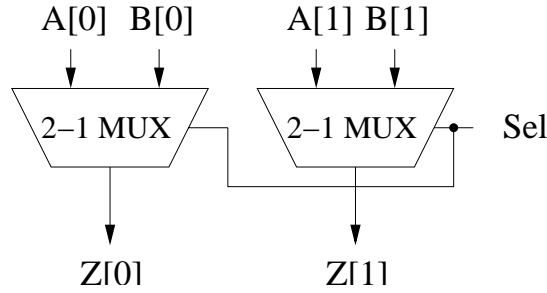 A[0] B[0] A[1] B[1]
2−1 MUX 2−1 MUX Sel
Z[0] Z[1]